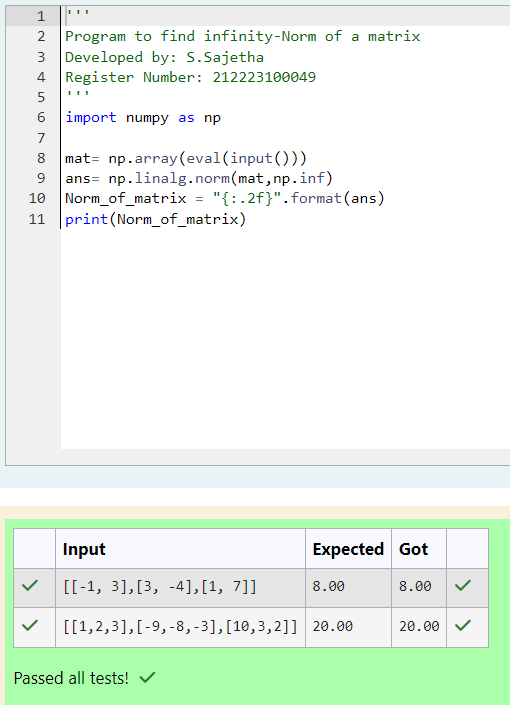 1 '''
2 Program to find infinity-Norm of a matrix
3 Developed by: S.Sajetha
4 Register Number: 212223100049
5 '''
6 import numpy as np
7
8 mat= np.array(eval(input()))
9 ans= np.linalg.norm(mat,np.inf)
10 Norm_of_matrix = "{:.2f}".format(ans)
11 print(Norm_of_matrix)
Input Expected Got
[[-1, 3],[3, -4],[1, 7]] 8.00 8.00
[[1,2,3],[-9,-8,-3],[10,3,2]] 20.00 20.00
Passed all tests!